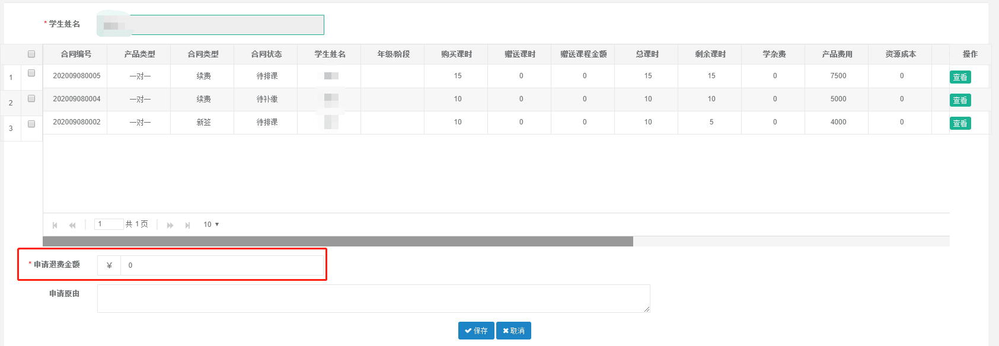 * 学生姓名
合同编号 产品类型 合同类型 合同状态 学生姓名 年级/阶段 购买课时 赠送课时 赠送课程金额 总课时 剩余课时 学杂费 产品费用 资源成本 操作
1 202009080005 一对一 续费 待排课 15 0 0 15 15 0 7500 0 查看
2 202009080004 一对一 续费 待补缴 10 0 0 10 10 0 5000 0 查看
3 202009080002 一对一 新签 待排课 10 0 0 10 5 0 4000 0 查看
1 共 1 页 10
* 申请退费金额 ¥ 0
申请原由
保存 取消